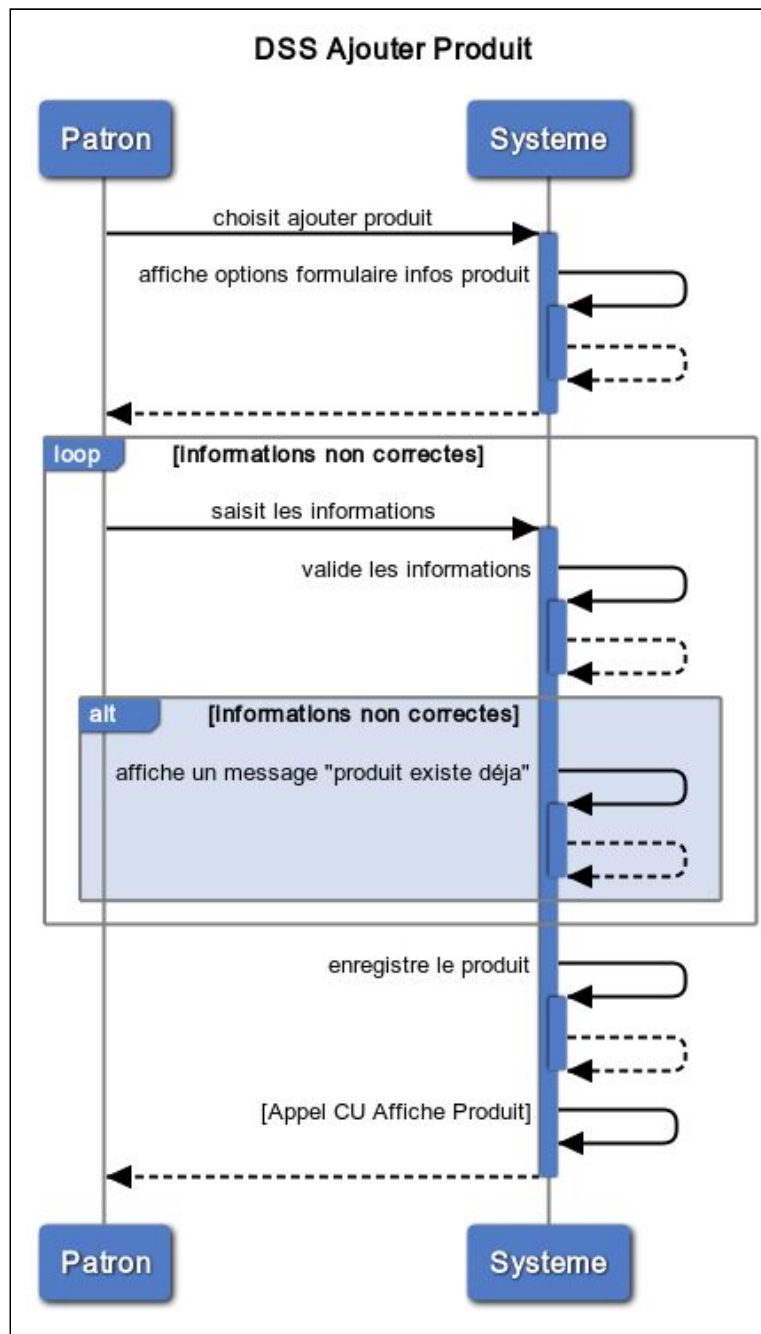 DSS Ajouter Produit
Patron
Systeme
choisit ajouter produit
affiche options formulaire infos produit
loop
[informations non correctes]
saisit les informations
valide les informations
alt
[informations non correctes]
affiche un message "produit existe déja"
enregistre le produit
[Appel CU Affiche Produit]
Patron
Systeme